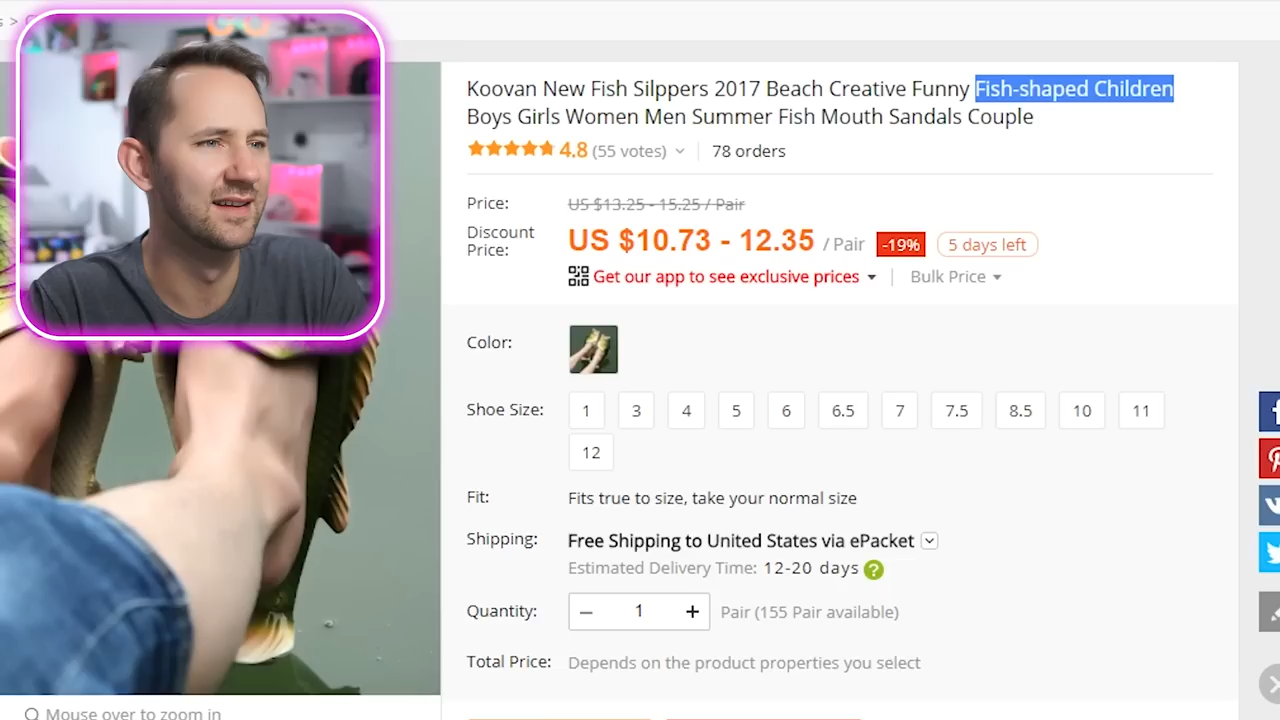 s >
Koovan New Fish Silppers 2017 Beach Creative Funny Fish-shaped Children
Boys Girls Women Men Summer Fish Mouth Sandals Couple
4.8 (55 votes) 78 orders
Price: US $13.25 - 15.25 / Pair
Discount
Price: US $10.73 - 12.35 / Pair -19% 5 days left
Get our app to see exclusive prices Bulk Price
Color:
Shoe Size: 1 3 4 5 6 6.5 7 7.5 8.5 10 11
12
Fit: Fits true to size, take your normal size
Shipping: Free Shipping to United States via ePacket
Estimated Delivery Time: 12-20 days ?
Quantity: − 1 + Pair (155 Pair available)
Total Price: Depends on the product properties you select
Mouse over to zoom in